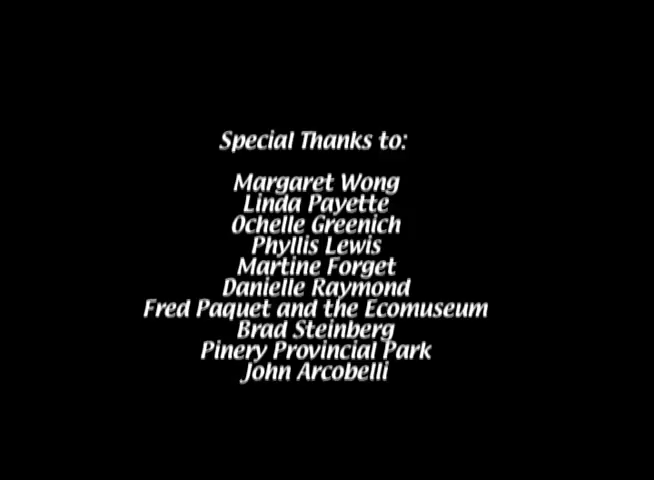 Special Thanks to:
Margaret Wong
Linda Payette
Ochelle Greenich
Phyllis Lewis
Martine Forget
Danielle Raymond
Fred Paquet and the Ecomuseum
Brad Steinberg
Pinery Provincial Park
John Arcobelli